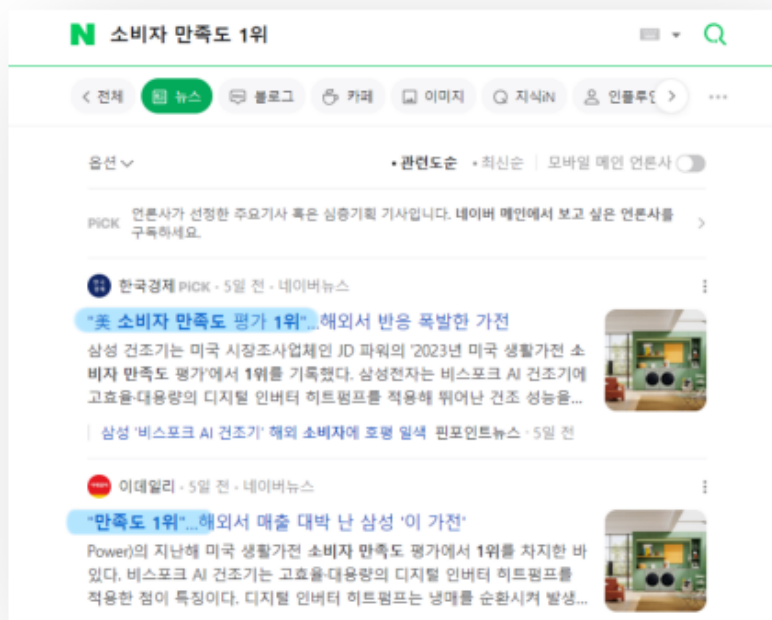 N 소비자 만족도 1위
전체 뉴스 블로그 카페 이미지 지식iN 인플루언
옵션 •관련도순 •최신순 모바일 메인 언론사
PiCK 언론사가 선정한 주요기사 혹은 심층기획 기사입니다. 네이버 메인에서 보고 싶은 언론사를
구독하세요.
한국경제 PiCK · 5일 전 · 네이버뉴스
"美 소비자 만족도 평가 1위"...해외서 반응 폭발한 가전
삼성 건조기는 미국 시장조사업체인 JD 파워의 '2023년 미국 생활가전 소
비자 만족도 평가'에서 1위를 기록했다. 삼성전자는 비스포크 AI 건조기에
고효율·대용량의 디지털 인버터 히트펌프를 적용해 뛰어난 건조 성능을...
삼성 '비스포크 AI 건조기' 해외 소비자에 호평 일색 핀포인트뉴스 · 5일 전
이데일리 · 5일 전 · 네이버뉴스
"만족도 1위"...해외서 매출 대박 난 삼성 '이 가전'
Power)의 지난해 미국 생활가전 소비자 만족도 평가에서 1위를 차지한 바
있다. 비스포크 AI 건조기는 고효율·대용량의 디지털 인버터 히트펌프를
적용한 점이 특징이다. 디지털 인버터 히트펌프는 냉매를 순환시켜 발생...